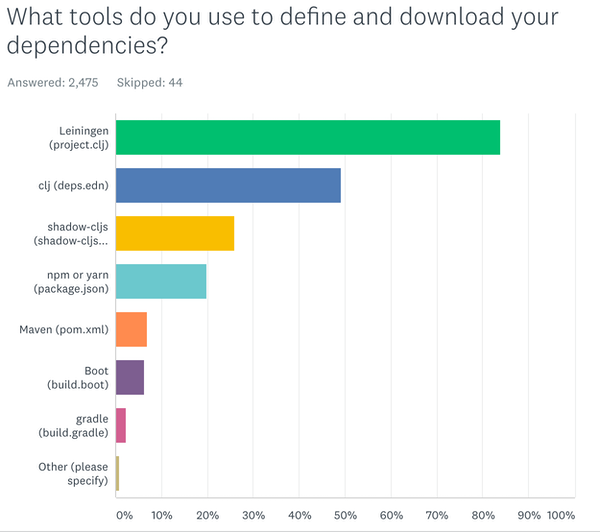 What tools do you use to define and download your
dependencies?
Answered: 2,475 Skipped: 44
Leiningen
(project.clj)
clj (deps.edn)
shadow-cljs
(shadow-cljs...
npm or yarn
(package.json)
Maven (pom.xml)
Boot
(build.boot)
gradle
(build.gradle)
Other (please
specify)
0% 10% 20% 30% 40% 50% 60% 70% 80% 90% 100%